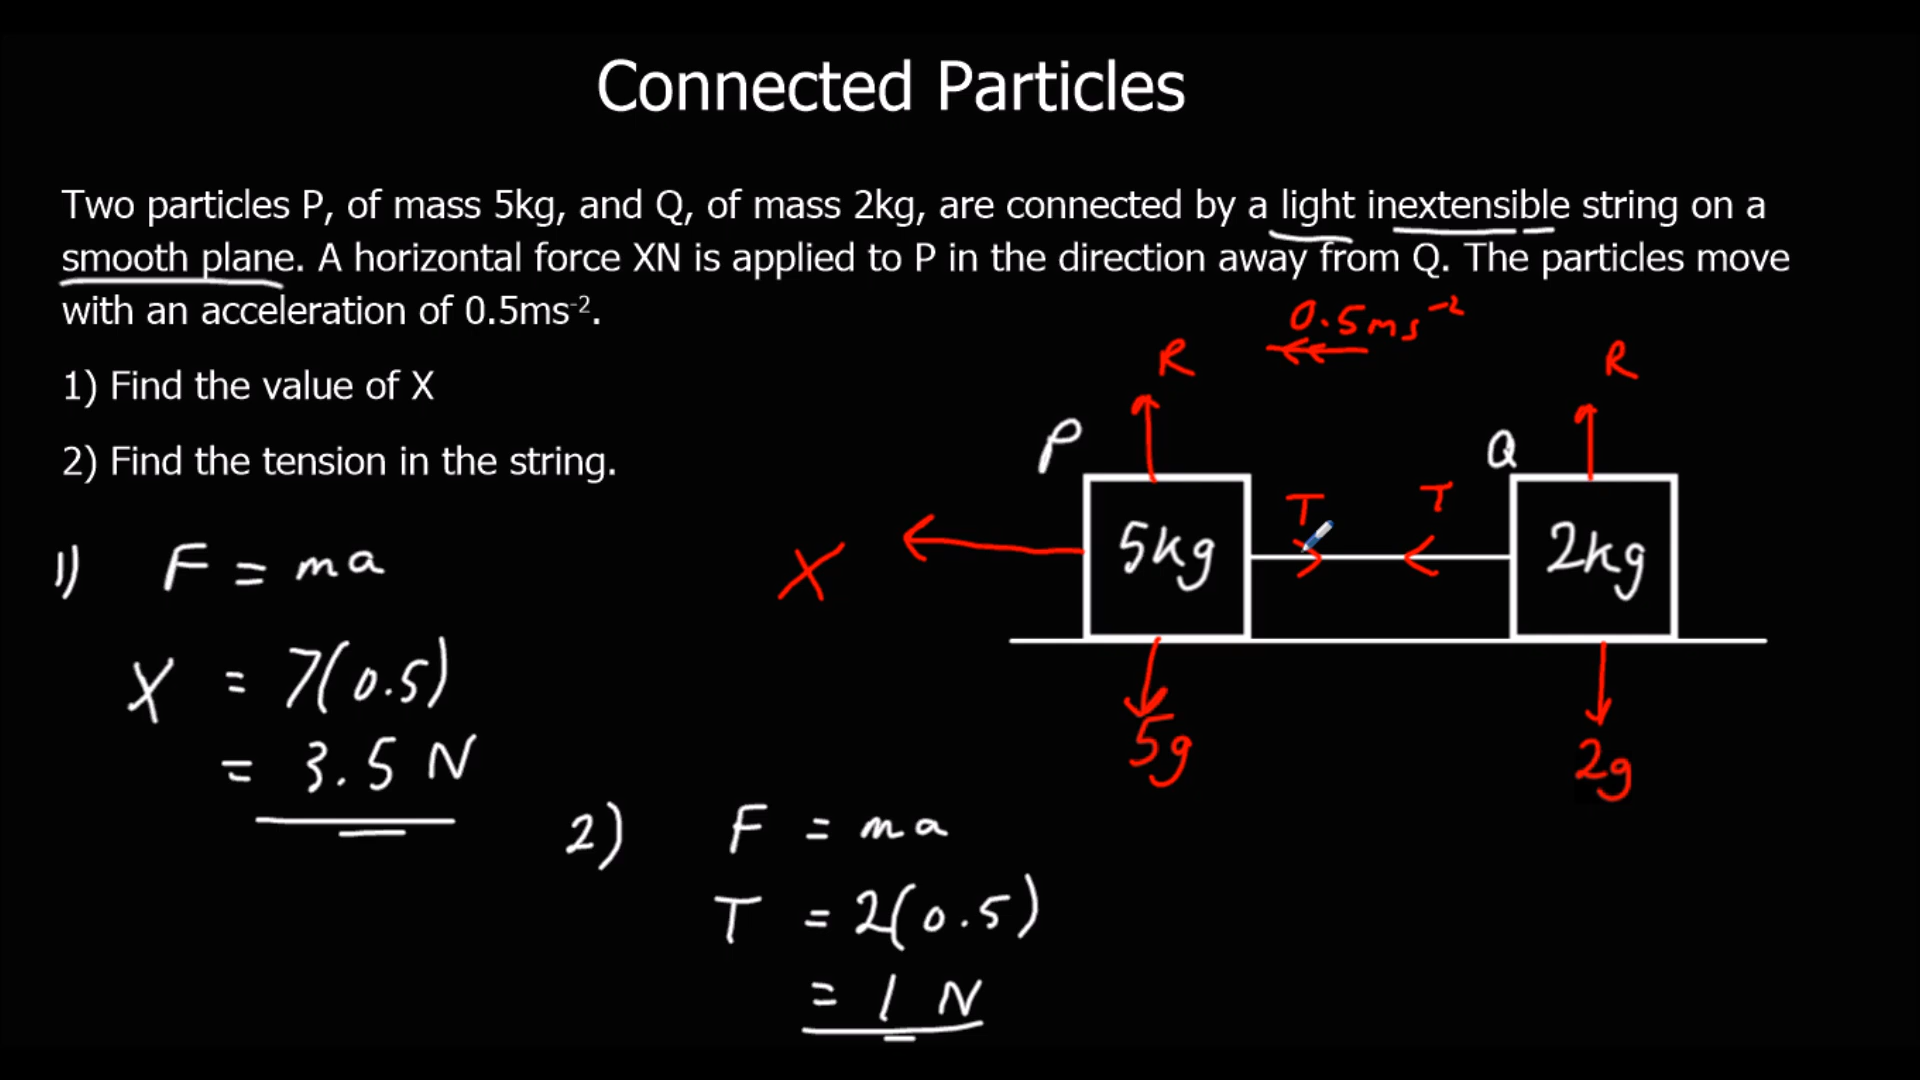 Connected Particles
Two particles P, of mass 5kg, and Q, of mass 2kg, are connected by a light inextensible string on a
smooth plane. A horizontal force XN is applied to P in the direction away from Q. The particles move
with an acceleration of 0.5ms⁻².
1) Find the value of X
2) Find the tension in the string.
0.5ms⁻²
R
R
P
Q
T
T
X
5kg
2kg
5g
2g
1) F = ma
X = 7(0.5)
= 3.5 N
2) F = ma
T = 2(0.5)
= 1 N